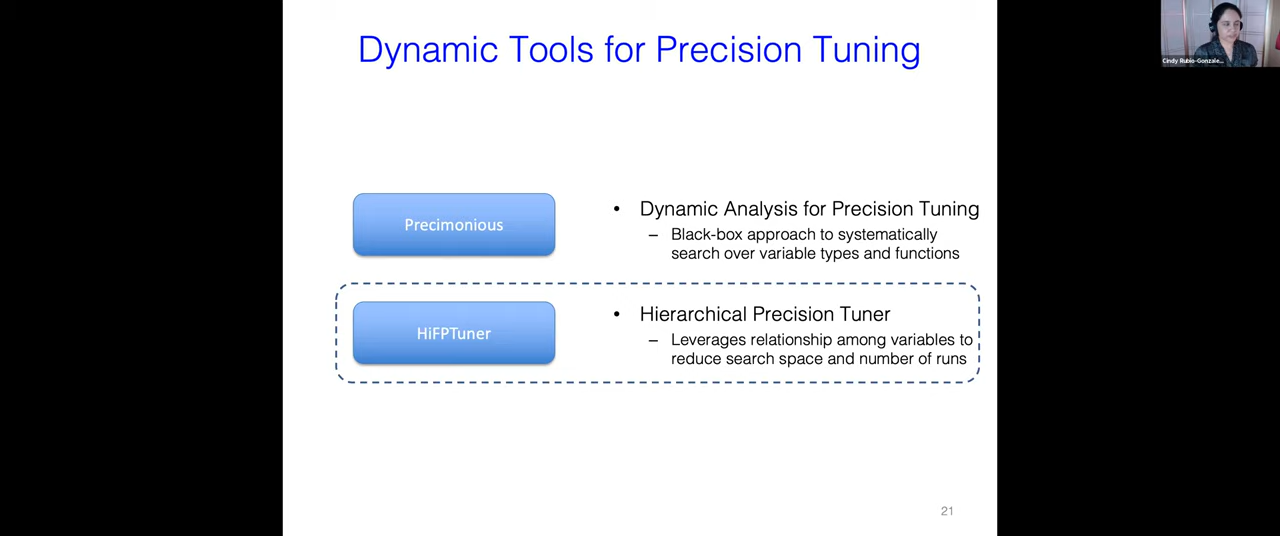 Dynamic Tools for Precision Tuning
Cindy Rubio-Gonzale...
Precimonious
• Dynamic Analysis for Precision Tuning
– Black-box approach to systematically
search over variable types and functions
HiFPTuner
• Hierarchical Precision Tuner
– Leverages relationship among variables to
reduce search space and number of runs
21